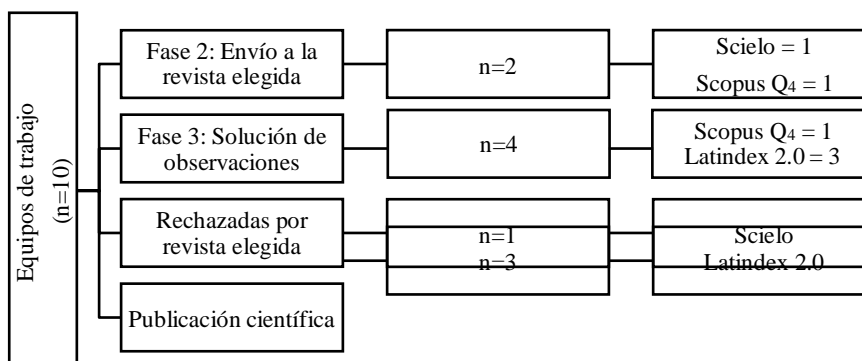 Equipos de trabajo
(n=10)
Fase 2: Envío a la
revista elegida
n=2
Scielo = 1
Scopus Q4 = 1
Fase 3: Solución de
observaciones
n=4
Scopus Q4 = 1
Latindex 2.0 = 3
Rechazadas por
revista elegida
n=1
Scielo
n=3
Latindex 2.0
Publicación científica